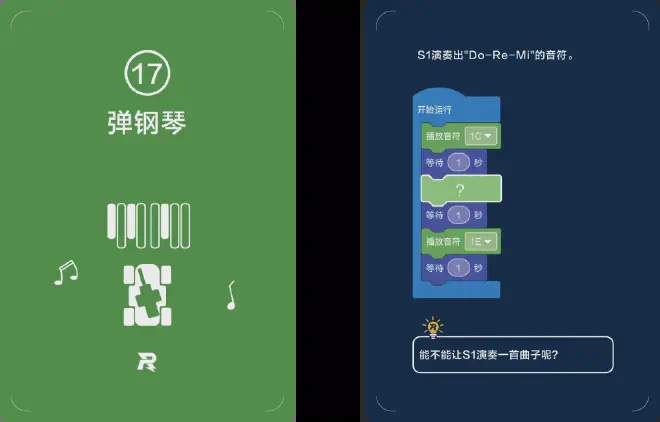 17
弹钢琴
S1演奏出"Do-Re-Mi"的音符。
开始运行
播放音符 1C
等待 1 秒
?
等待 1 秒
播放音符 1E
等待 1 秒
能不能让S1演奏一首曲子呢?